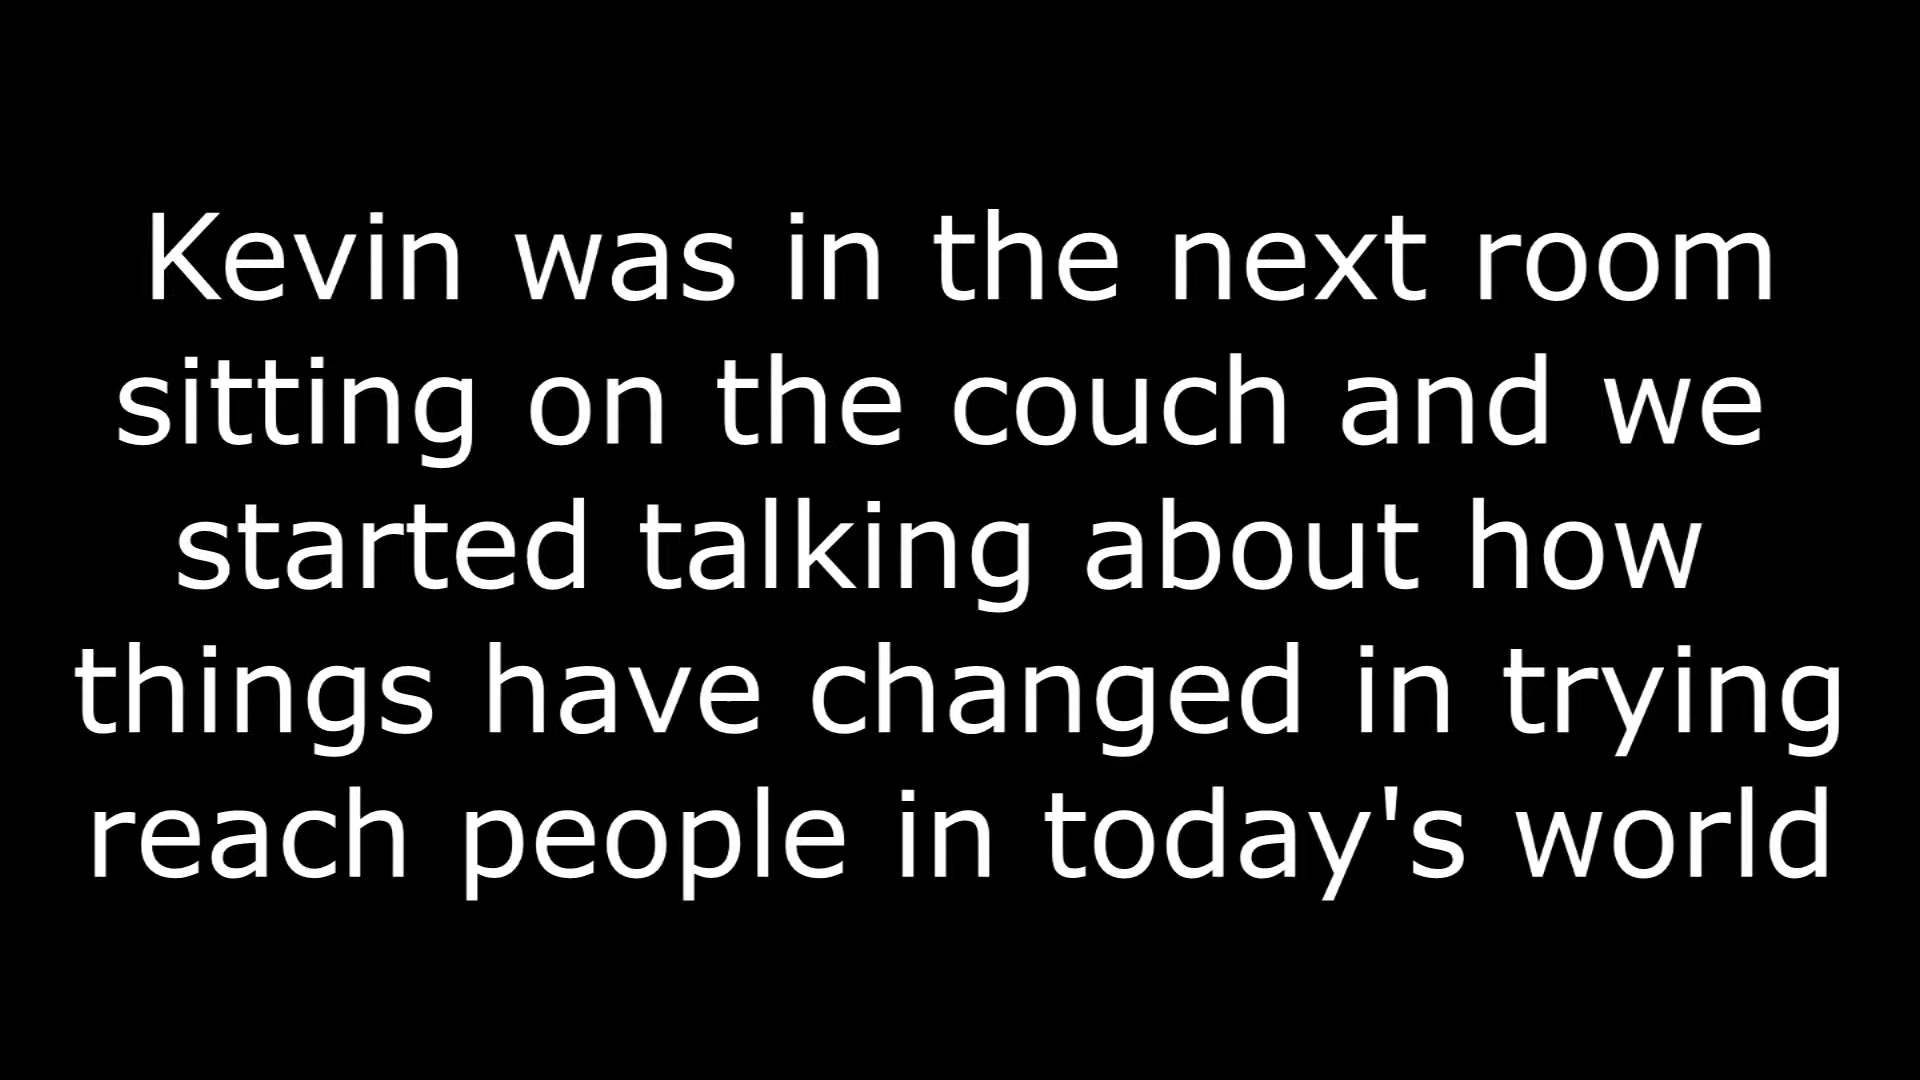 Kevin was in the next room
sitting on the couch and we
started talking about how
things have changed in trying
reach people in today's world